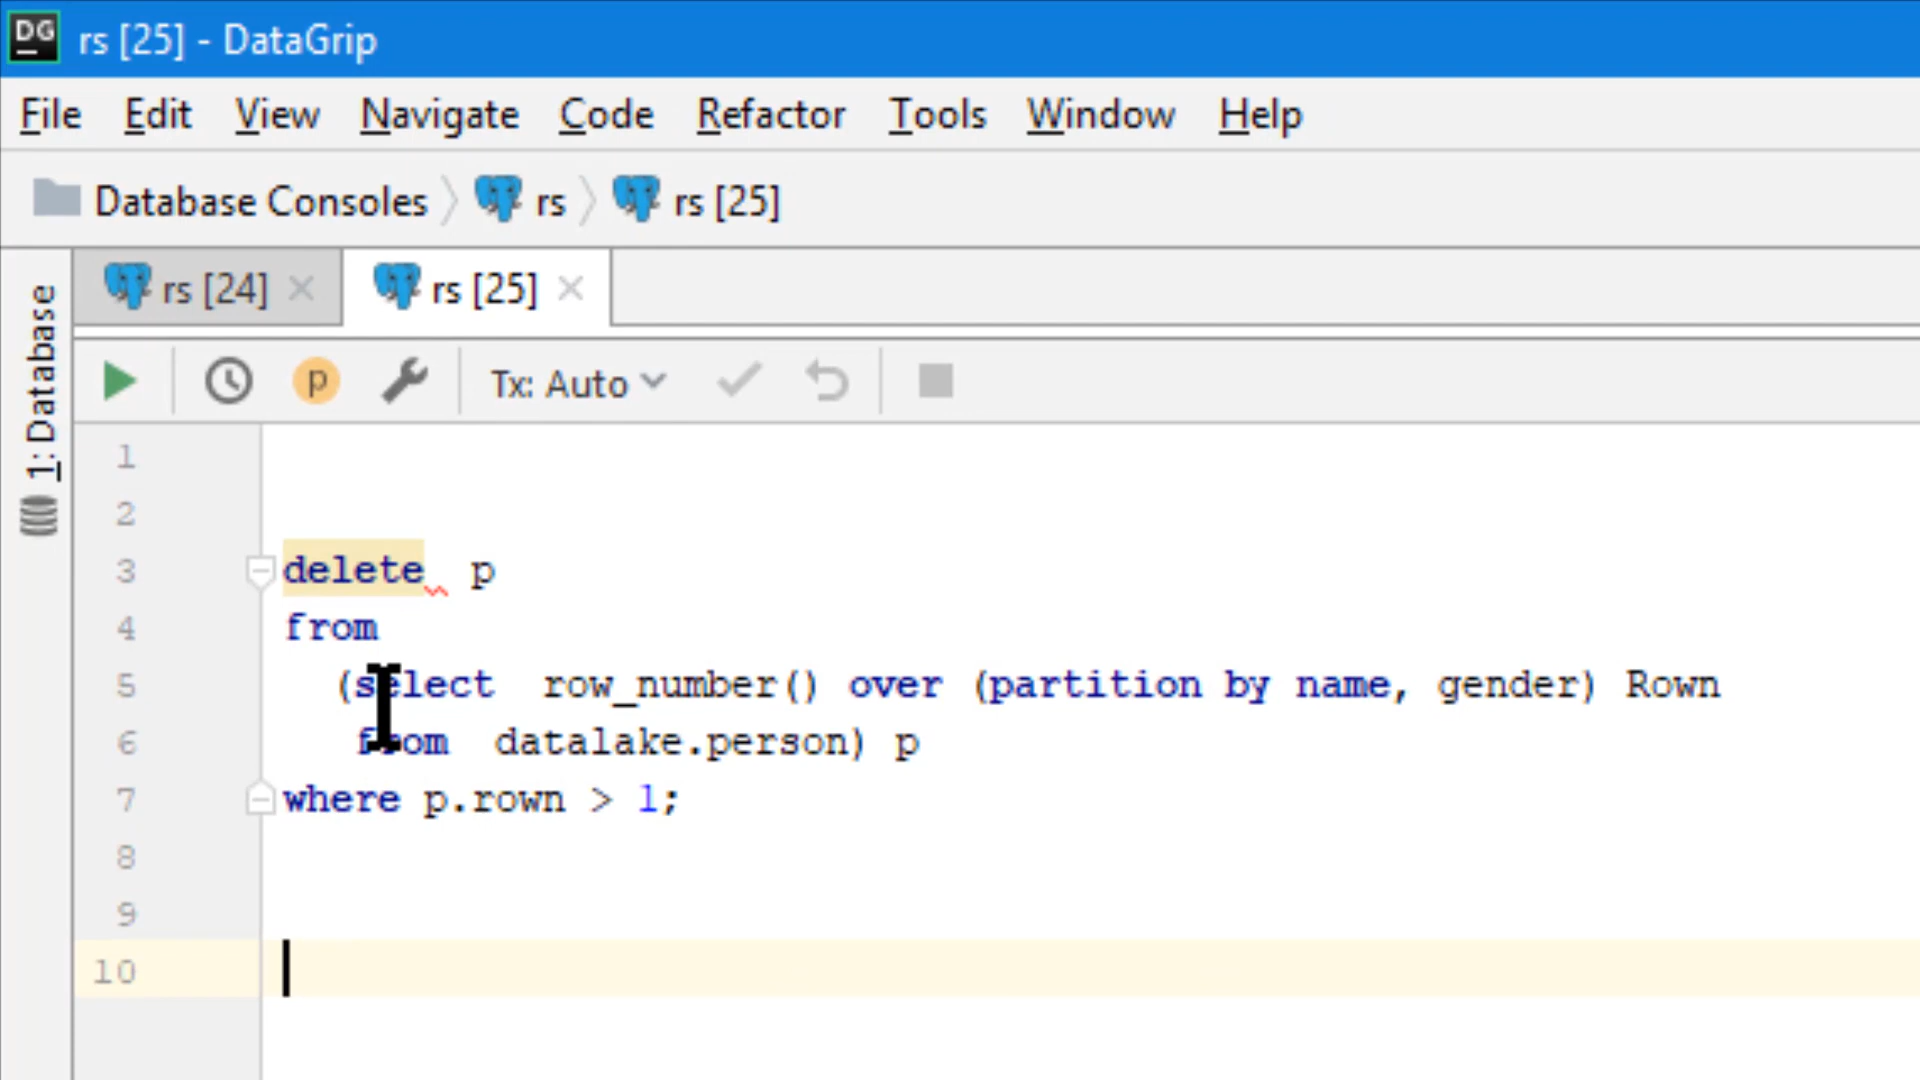 DG rs [25] - DataGrip
File Edit View Navigate Code Refactor Tools Window Help
Database Consoles rs rs [25]
rs [24] rs [25]
1: Database
p Tx: Auto
1
2
3 delete p
4 from
5 (select row_number() over (partition by name, gender) Rown
6 from datalake.person) p
7 where p.rown > 1;
8
9
10